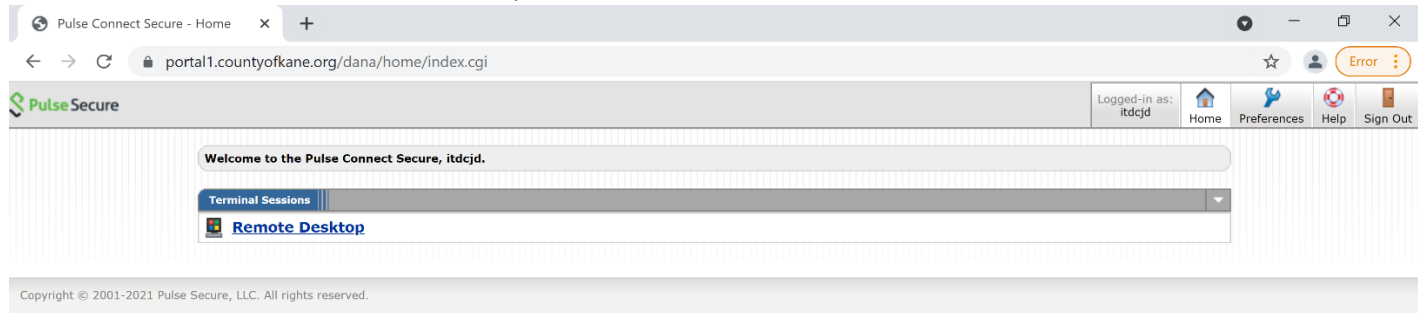 Pulse Connect Secure - Home
portal1.countyofkane.org/dana/home/index.cgi
Error
Pulse Secure
Logged-in as:
itdcjd
Home
Preferences
Help
Sign Out
Welcome to the Pulse Connect Secure, itdcjd.
Terminal Sessions
Remote Desktop
Copyright © 2001-2021 Pulse Secure, LLC. All rights reserved.